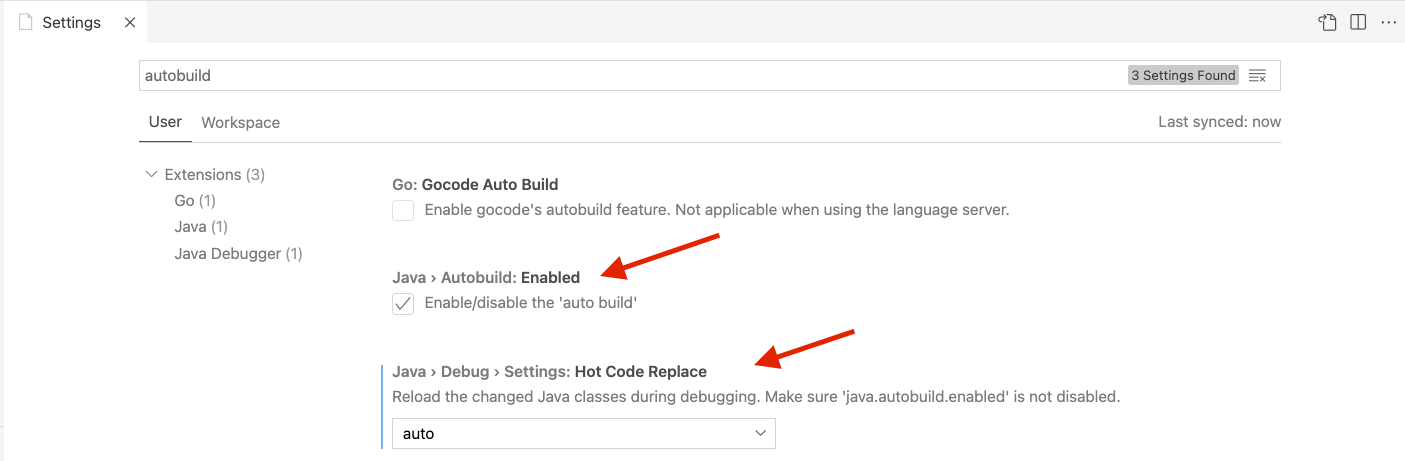 Settings
autobuild
3 Settings Found
User Workspace
Last synced: now
Extensions (3)
Go (1)
Java (1)
Java Debugger (1)
Go: Gocode Auto Build
Enable gocode's autobuild feature. Not applicable when using the language server.
Java › Autobuild: Enabled
Enable/disable the 'auto build'
Java › Debug › Settings: Hot Code Replace
Reload the changed Java classes during debugging. Make sure 'java.autobuild.enabled' is not disabled.
auto